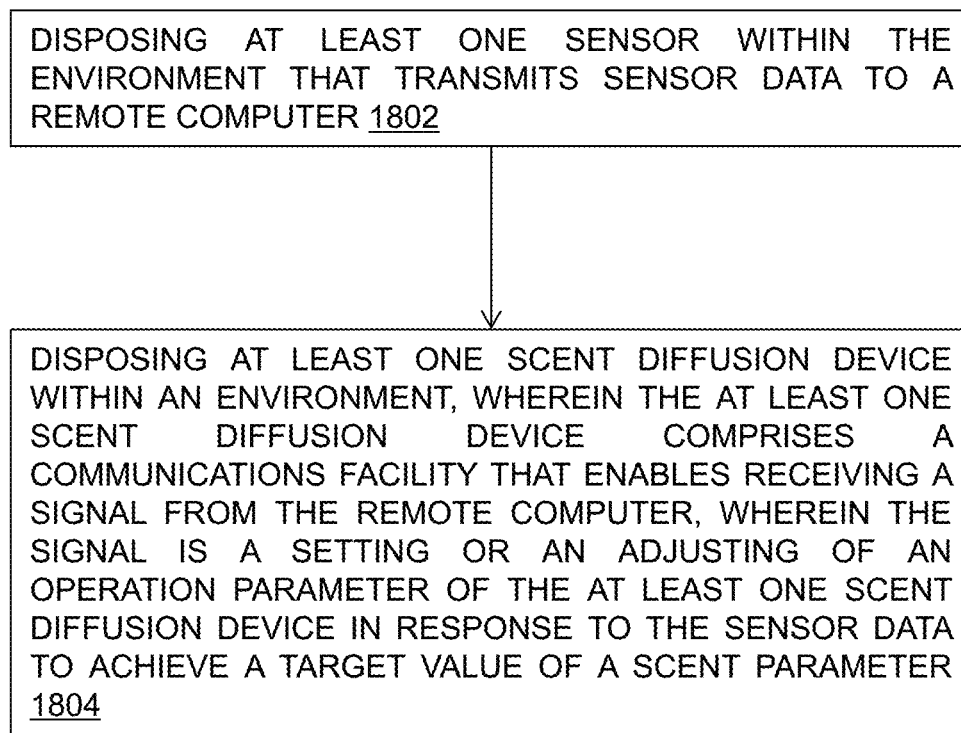 DISPOSING AT LEAST ONE SENSOR WITHIN THE
ENVIRONMENT THAT TRANSMITS SENSOR DATA TO A
REMOTE COMPUTER 1802
DISPOSING AT LEAST ONE SCENT DIFFUSION DEVICE
WITHIN AN ENVIRONMENT, WHEREIN THE AT LEAST ONE
SCENT DIFFUSION DEVICE COMPRISES A
COMMUNICATIONS FACILITY THAT ENABLES RECEIVING A
SIGNAL FROM THE REMOTE COMPUTER, WHEREIN THE
SIGNAL IS A SETTING OR AN ADJUSTING OF AN
OPERATION PARAMETER OF THE AT LEAST ONE SCENT
DIFFUSION DEVICE IN RESPONSE TO THE SENSOR DATA
TO ACHIEVE A TARGET VALUE OF A SCENT PARAMETER
1804